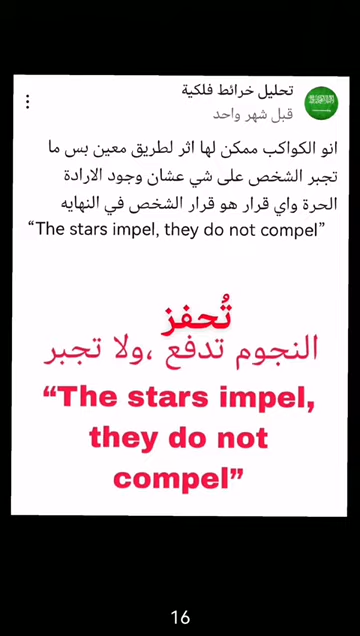 تحليل خرائط فلكية
قبل شهر واحد
انو الكواكب ممكن لها اثر لطريق معين بس ما
تجبر الشخص على شي عشان وجود الارادة
الحرة واي قرار هو قرار الشخص في النهايه
“The stars impel, they do not compel”
تُحفز
النجوم تدفع ،ولا تجبر
“The stars impel,
they do not
compel”
16